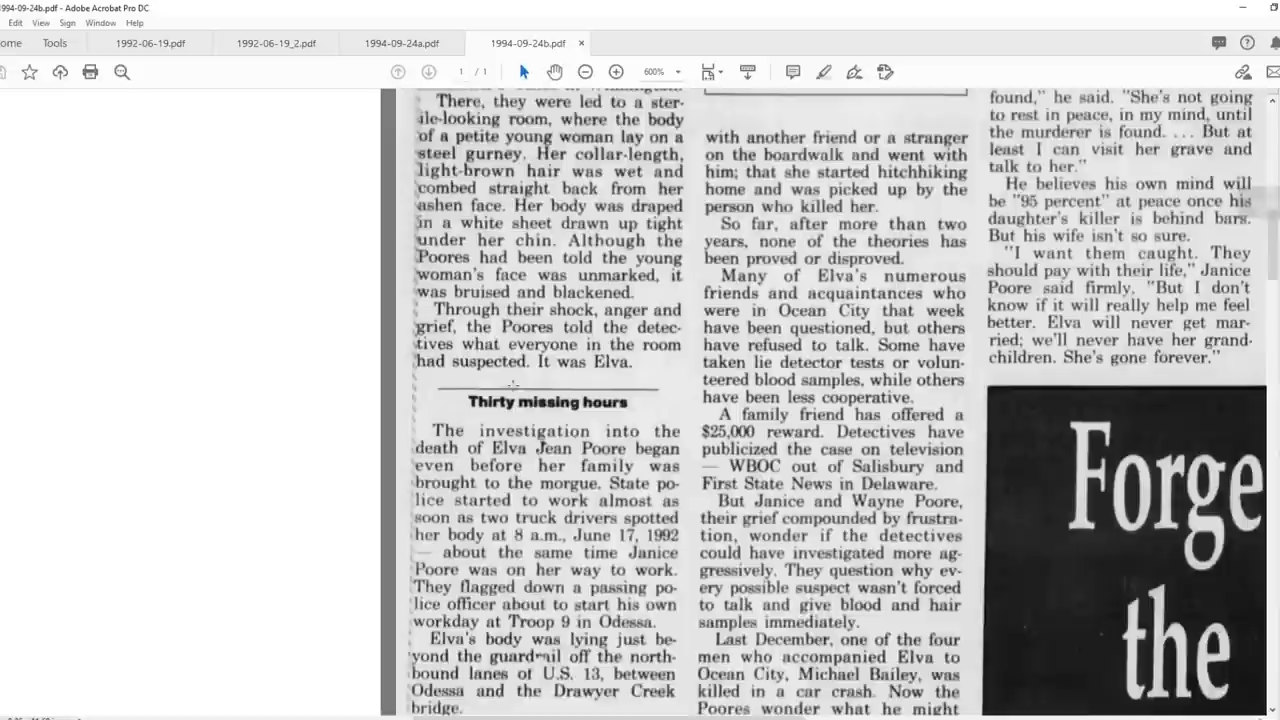 1994-09-24b.pdf - Adobe Acrobat Pro DC
Edit View Sign Window Help
ome Tools 1992-06-19.pdf 1992-06-19_2.pdf 1994-09-24a.pdf 1994-09-24b.pdf ×
1 / 1 600%
There, they were led to a ster-
ile-looking room, where the body
of a petite young woman lay on a
steel gurney. Her collar-length,
light-brown hair was wet and
combed straight back from her
ashen face. Her body was draped
in a white sheet drawn up tight
under her chin. Although the
Poores had been told the young
woman's face was unmarked, it
was bruised and blackened.
Through their shock, anger and
grief, the Poores told the detec-
tives what everyone in the room
had suspected. It was Elva.
Thirty missing hours
The investigation into the
death of Elva Jean Poore began
even before her family was
brought to the morgue. State po-
lice started to work almost as
soon as two truck drivers spotted
her body at 8 a.m., June 17, 1992
— about the same time Janice
Poore was on her way to work.
They flagged down a passing po-
lice officer about to start his own
workday at Troop 9 in Odessa.
Elva's body was lying just be-
yond the guardrail off the north-
bound lanes of U.S. 13, between
Odessa and the Drawyer Creek
bridge.
with another friend or a stranger
on the boardwalk and went with
him; that she started hitchhiking
home and was picked up by the
person who killed her.
So far, after more than two
years, none of the theories has
been proved or disproved.
Many of Elva's numerous
friends and acquaintances who
were in Ocean City that week
have been questioned, but others
have refused to talk. Some have
taken lie detector tests or volun-
teered blood samples, while others
have been less cooperative.
A family friend has offered a
$25,000 reward. Detectives have
publicized the case on television
— WBOC out of Salisbury and
First State News in Delaware.
But Janice and Wayne Poore,
their grief compounded by frustra-
tion, wonder if the detectives
could have investigated more ag-
gressively. They question why ev-
ery possible suspect wasn't forced
to talk and give blood and hair
samples immediately.
Last December, one of the four
men who accompanied Elva to
Ocean City, Michael Bailey, was
killed in a car crash. Now the
Poores wonder what he might
found," he said. "She's not going
to rest in peace, in my mind, until
the murderer is found. ... But at
least I can visit her grave and
talk to her."
He believes his own mind will
be "95 percent" at peace once his
daughter's killer is behind bars.
But his wife isn't so sure.
"I want them caught. They
should pay with their life," Janice
Poore said firmly. "But I don't
know if it will really help me feel
better. Elva will never get mar-
ried; we'll never have her grand-
children. She's gone forever."
Forge
the